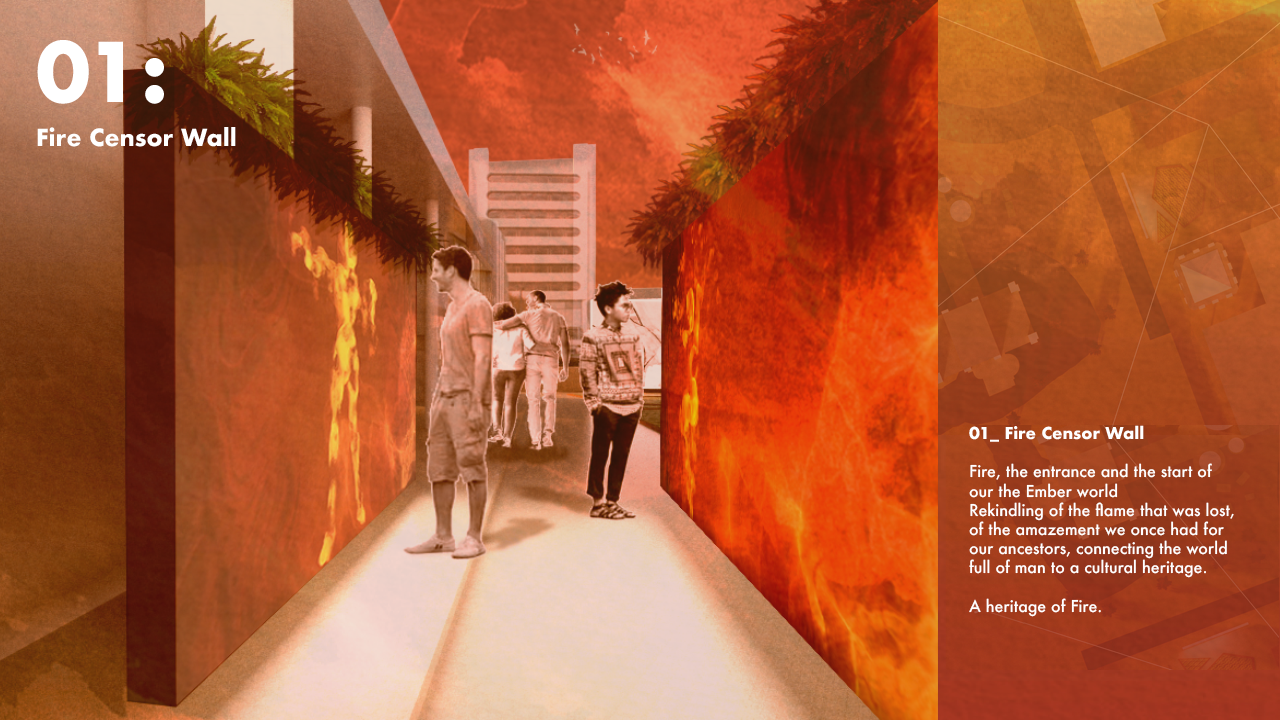 01:
Fire Censor Wall
01_ Fire Censor Wall
Fire, the entrance and the start of
our the Ember world
Rekindling of the flame that was lost,
of the amazement we once had for
our ancestors, connecting the world
full of man to a cultural heritage.
A heritage of Fire.